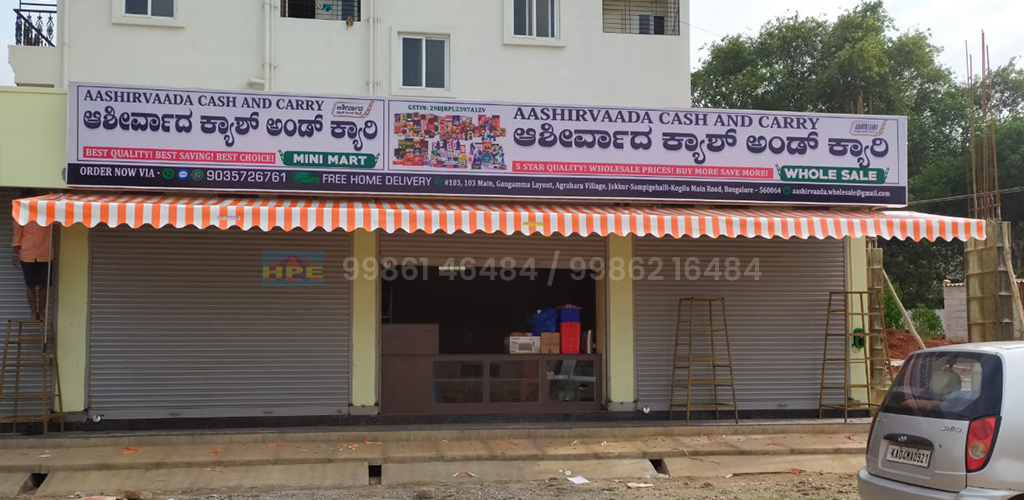 AASHIRVAADA CASH AND CARRY
ಆಶೀರ್ವಾದ ಕ್ಯಾಶ್ ಅಂಡ್ ಕ್ಯಾರಿ
BEST QUALITY! BEST SAVING! BEST CHOICE! MINI MART
ORDER NOW VIA - 9035726761 FREE HOME DELIVERY
GSTIN: 29BJRPL2397A1ZV
AASHIRVAADA CASH AND CARRY
ಆಶೀರ್ವಾದ ಕ್ಯಾಶ್ ಅಂಡ್ ಕ್ಯಾರಿ
5 STAR QUALITY! WHOLESALE PRICES! BUY MORE SAVE MORE! WHOLE SALE
#103, 103 Main, Gangamma Layout, Agrahara Village, Jakkur-Sampigehalli-Kogilu Main Road, Bangalore - 560064 aashirvaada.wholesale@gmail.com
HPE 99861 46484 / 99862 16484
KA04MA0921